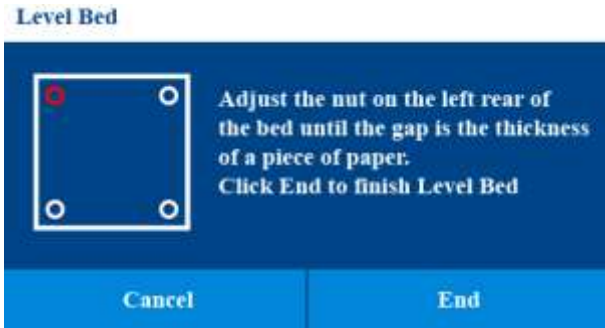 Level Bed
Adjust the nut on the left rear of
the bed until the gap is the thickness
of a piece of paper.
Click End to finish Level Bed
Cancel
End